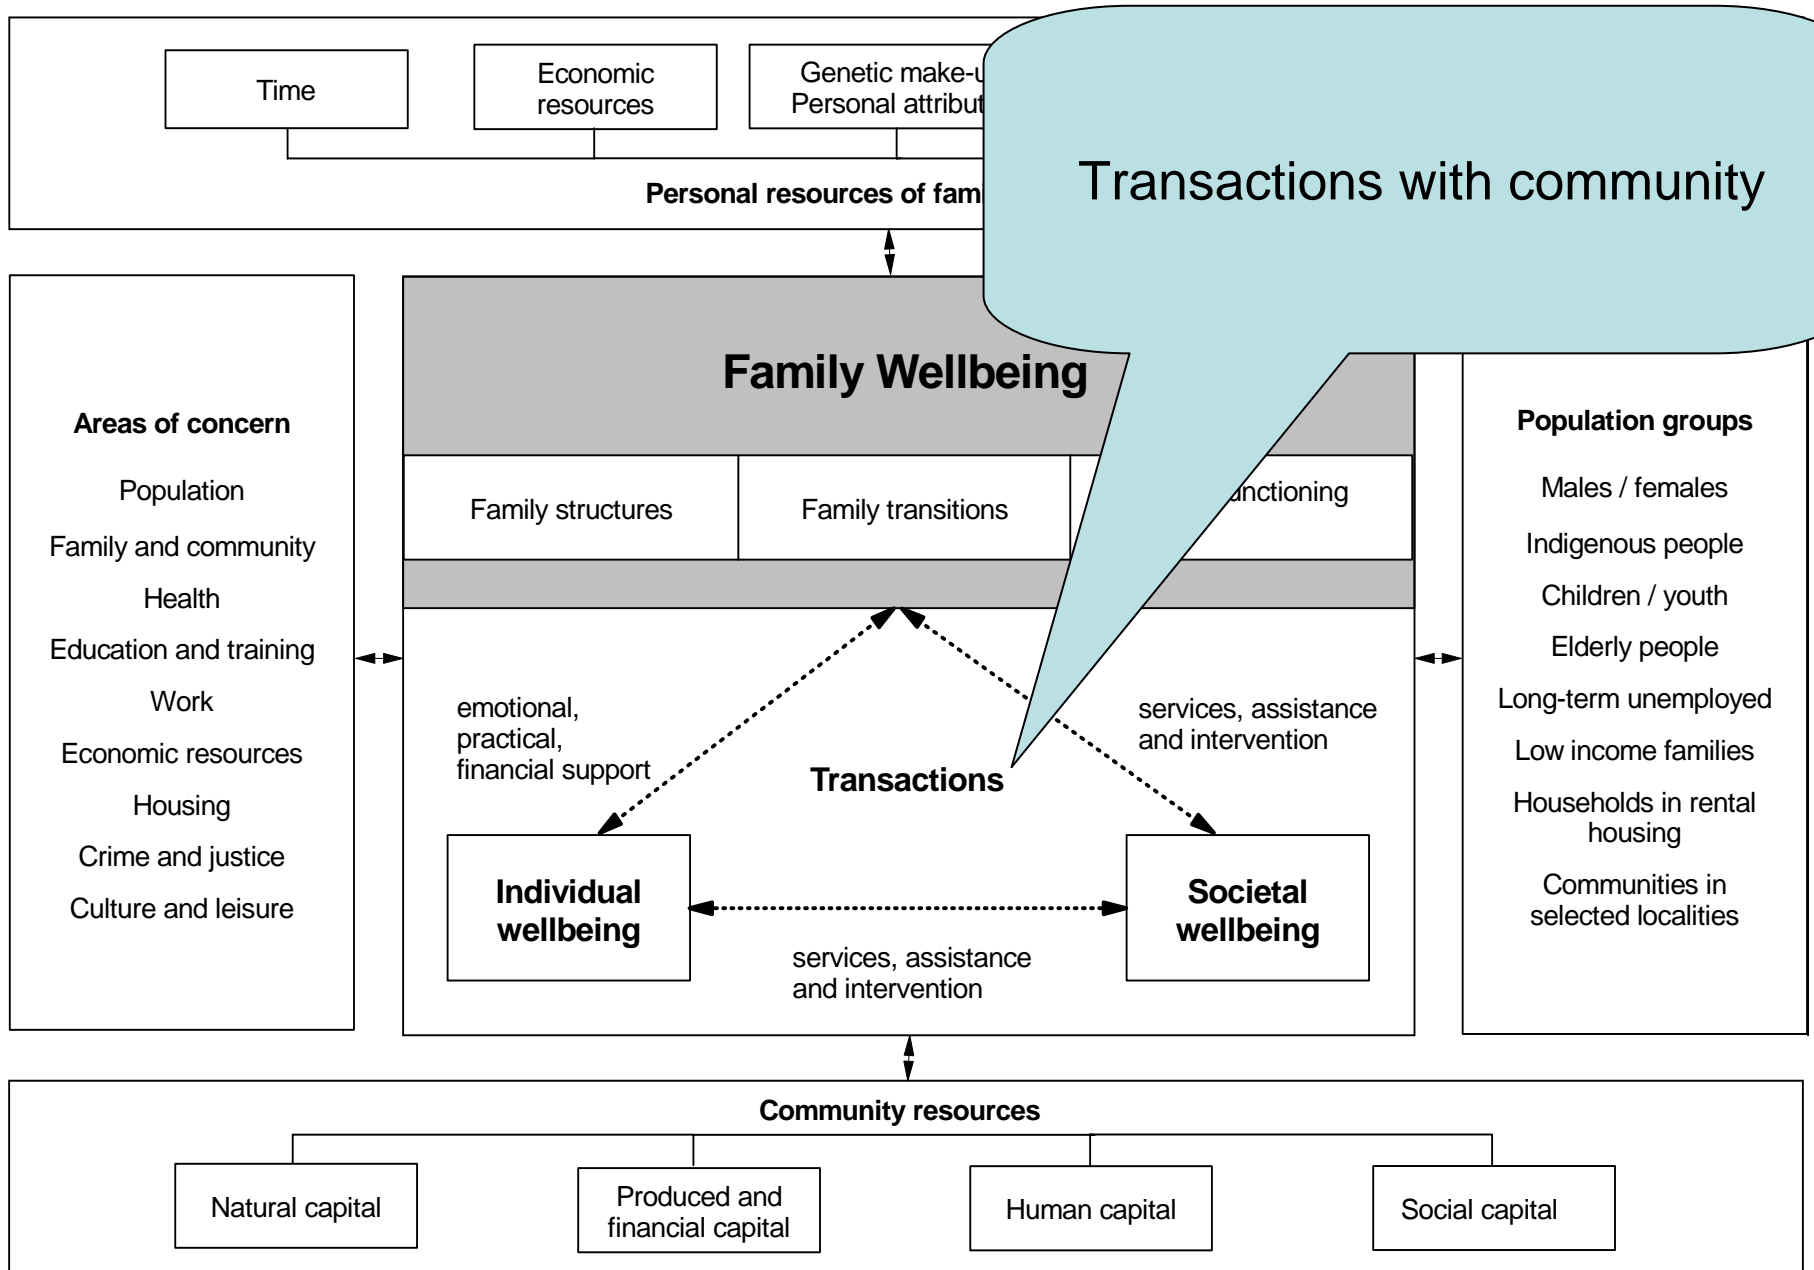 Time
Economic
resources
Genetic make-u
Personal attribut
Personal resources of fami
Transactions with community
Family Wellbeing
Family structures
Family transitions
unctioning
Areas of concern
Population
Family and community
Health
Education and training
Work
Economic resources
Housing
Crime and justice
Culture and leisure
emotional,
practical,
financial support
services, assistance
and intervention
Transactions
Individual
wellbeing
Societal
wellbeing
services, assistance
and intervention
Population groups
Males / females
Indigenous people
Children / youth
Elderly people
Long-term unemployed
Low income families
Households in rental
housing
Communities in
selected localities
Community resources
Natural capital
Produced and
financial capital
Human capital
Social capital